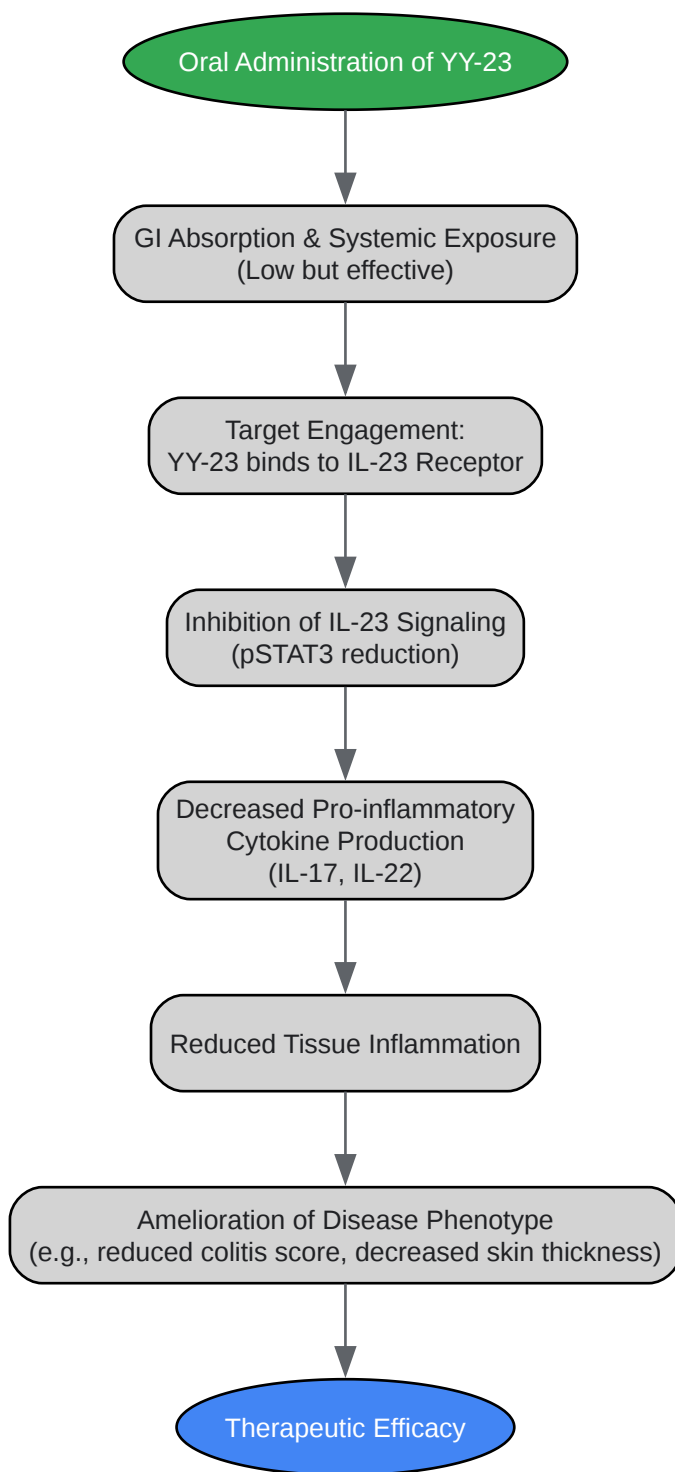 Oral Administration of YY-23
GI Absorption & Systemic Exposure
(Low but effective)
Target Engagement:
YY-23 binds to IL-23 Receptor
Inhibition of IL-23 Signaling
(pSTAT3 reduction)
Decreased Pro-inflammatory
Cytokine Production
(IL-17, IL-22)
Reduced Tissue Inflammation
Amelioration of Disease Phenotype
(e.g., reduced colitis score, decreased skin thickness)
Therapeutic Efficacy